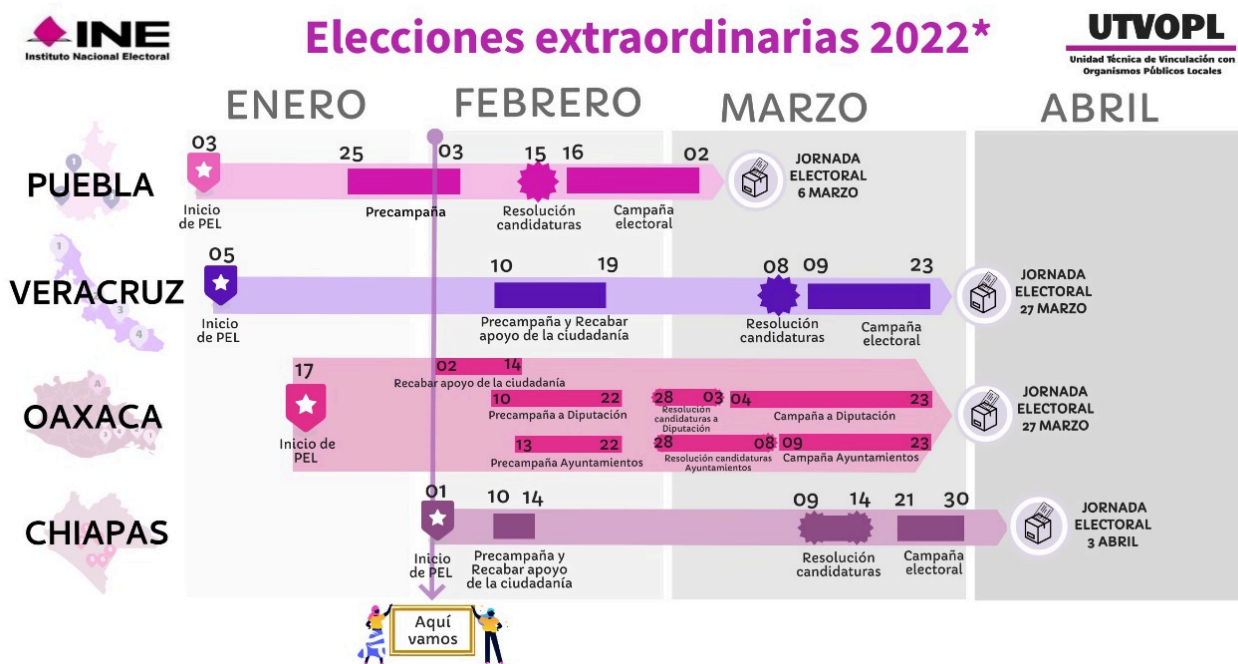 INE
Instituto Nacional Electoral
Elecciones extraordinarias 2022*
UTVOPL
Unidad Técnica de Vinculación con
Organismos Públicos Locales
ENERO
FEBRERO
MARZO
ABRIL
PUEBLA
03
25
03
15
16
02
Inicio
de PEL
Precampaña
Resolución
candidaturas
Campaña
electoral
JORNADA
ELECTORAL
6 MARZO
VERACRUZ
05
10
19
08
09
23
Inicio
de PEL
Precampaña y Recabar
apoyo de la ciudadanía
Resolución
candidaturas
Campaña
electoral
JORNADA
ELECTORAL
27 MARZO
OAXACA
17
Inicio de
PEL
02
14
Recabar apoyo de la ciudadanía
10
22
Precampaña a Diputación
28
03
Resolución
candidaturas a
Diputación
04
23
Campaña a Diputación
13
22
Precampaña Ayuntamientos
28
08
Resolución candidaturas
Ayuntamientos
09
23
Campaña Ayuntamientos
JORNADA
ELECTORAL
27 MARZO
CHIAPAS
01
10
14
09
14
21
30
Inicio
de PEL
Precampaña y
Recabar apoyo
de la ciudadanía
Resolución
candidaturas
Campaña
electoral
JORNADA
ELECTORAL
3 ABRIL
Aquí
vamos